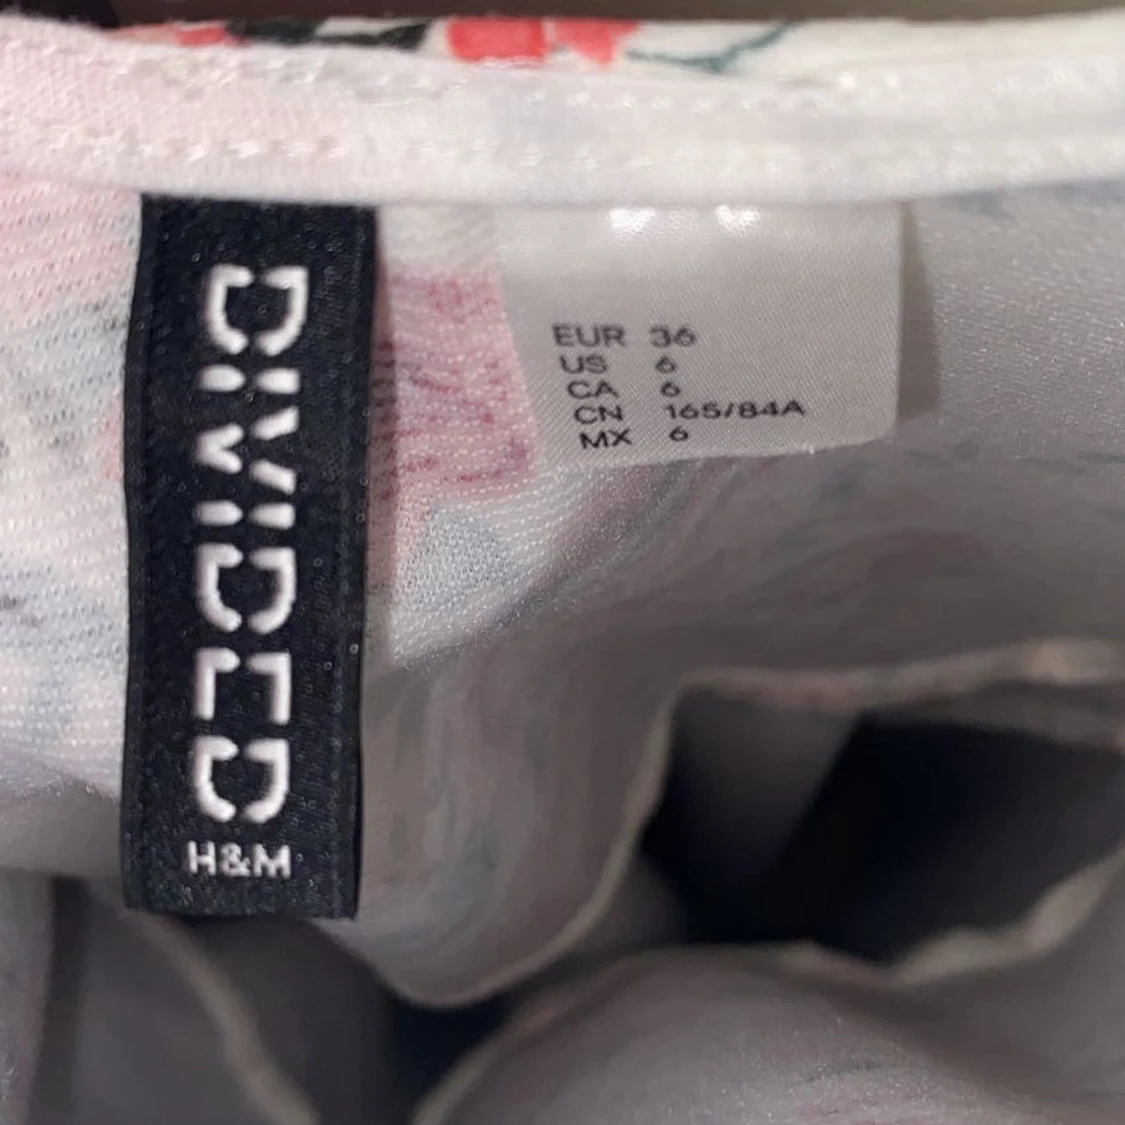 DIVIDED
H&M
EUR 36
US 6
CA 6
CN 165/84A
MX 6